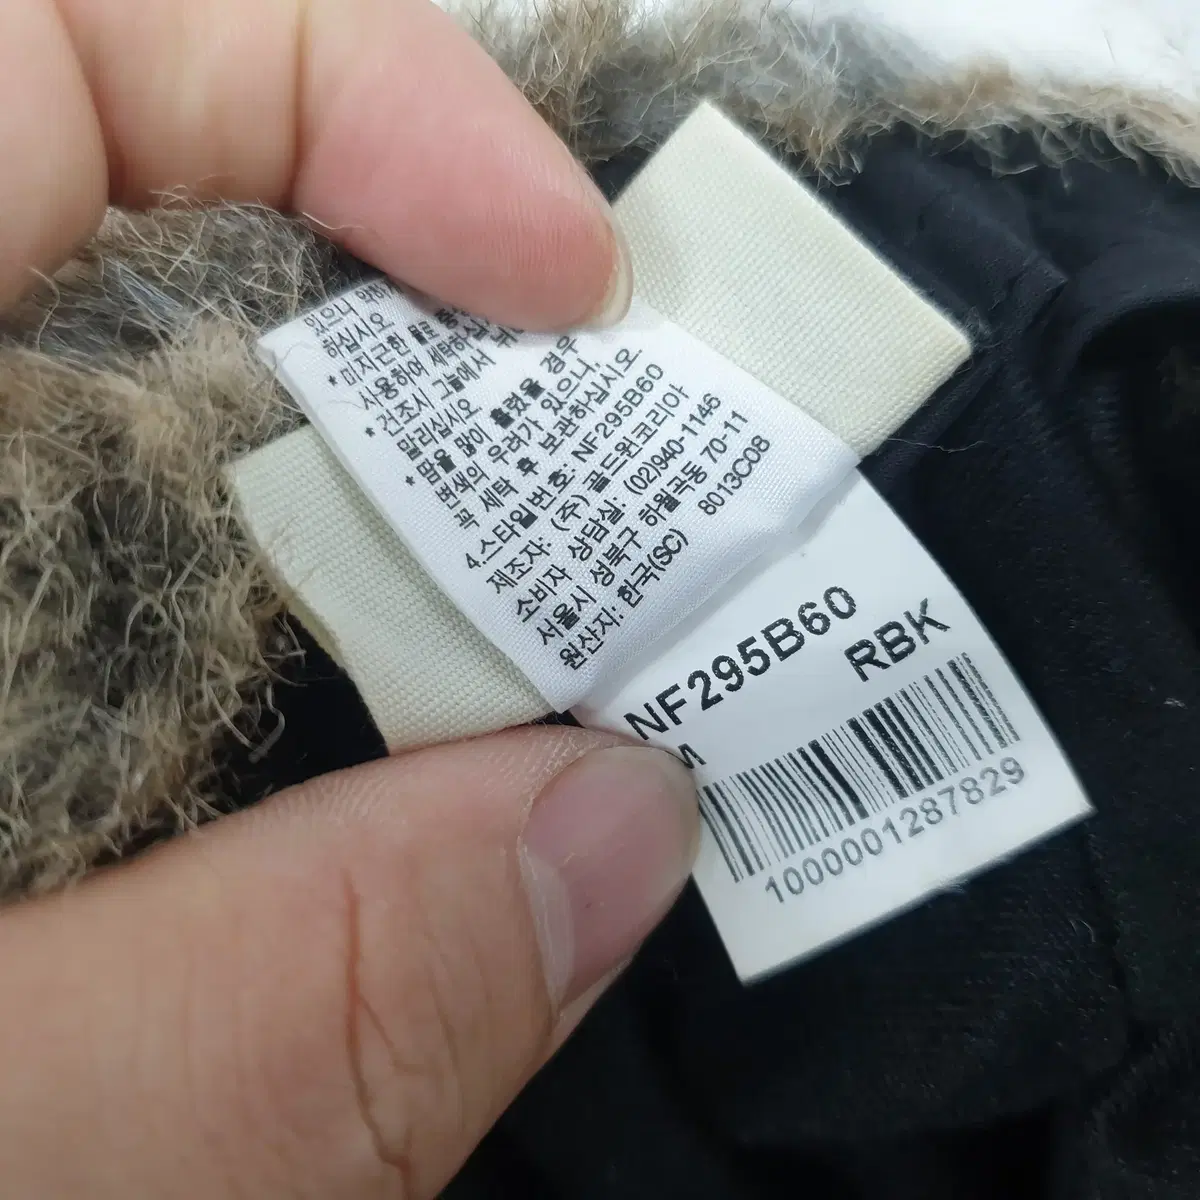 있으니
하십시오
*미지근한 물로
사용하여 세탁하십
*건조시 그늘에서
말리십시오
*땀을 많이 흘렸을 경우
변색의 우려가 있으니,
꼭 세탁 후 보관하십시오
4.스타일번호: NF295B60
제조자: (주) 골드윈코리아
소비자 상담실: (02)940-1146
서울시 성북구 하월곡동 70-11
원산지: 한국(SC) 8013C08
NF295B60
RBK
M
1000001287829